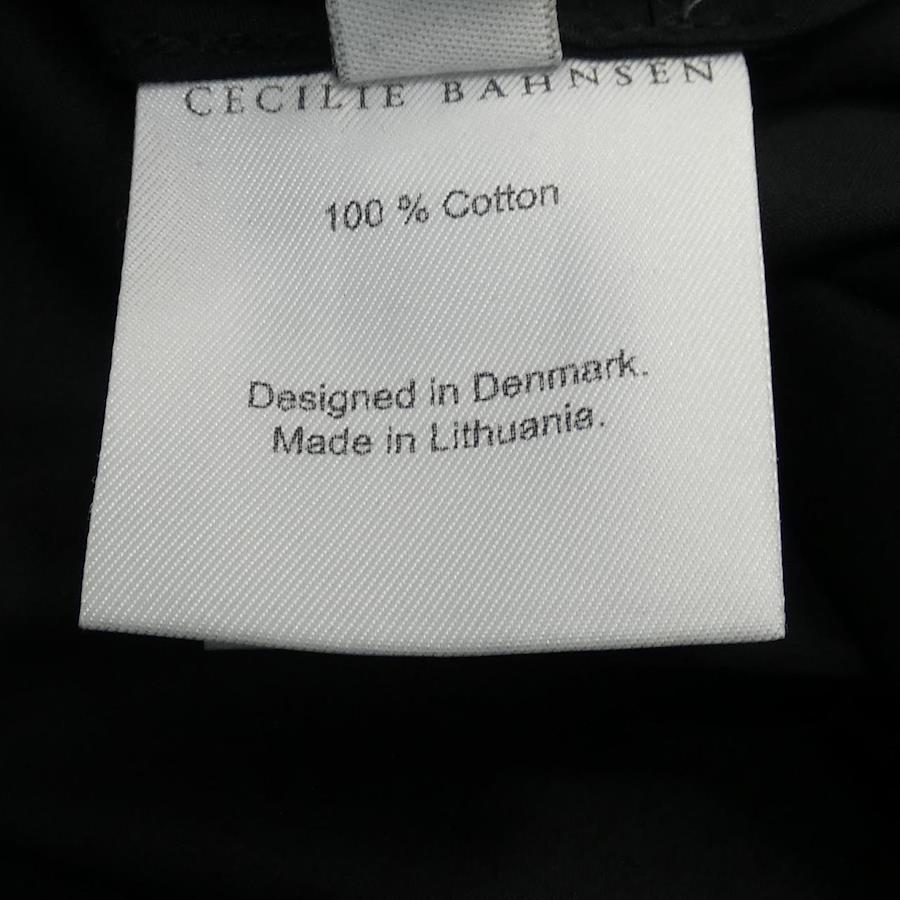 CECILIE BAHNSEN
100 % Cotton
Designed in Denmark.
Made in Lithuania.